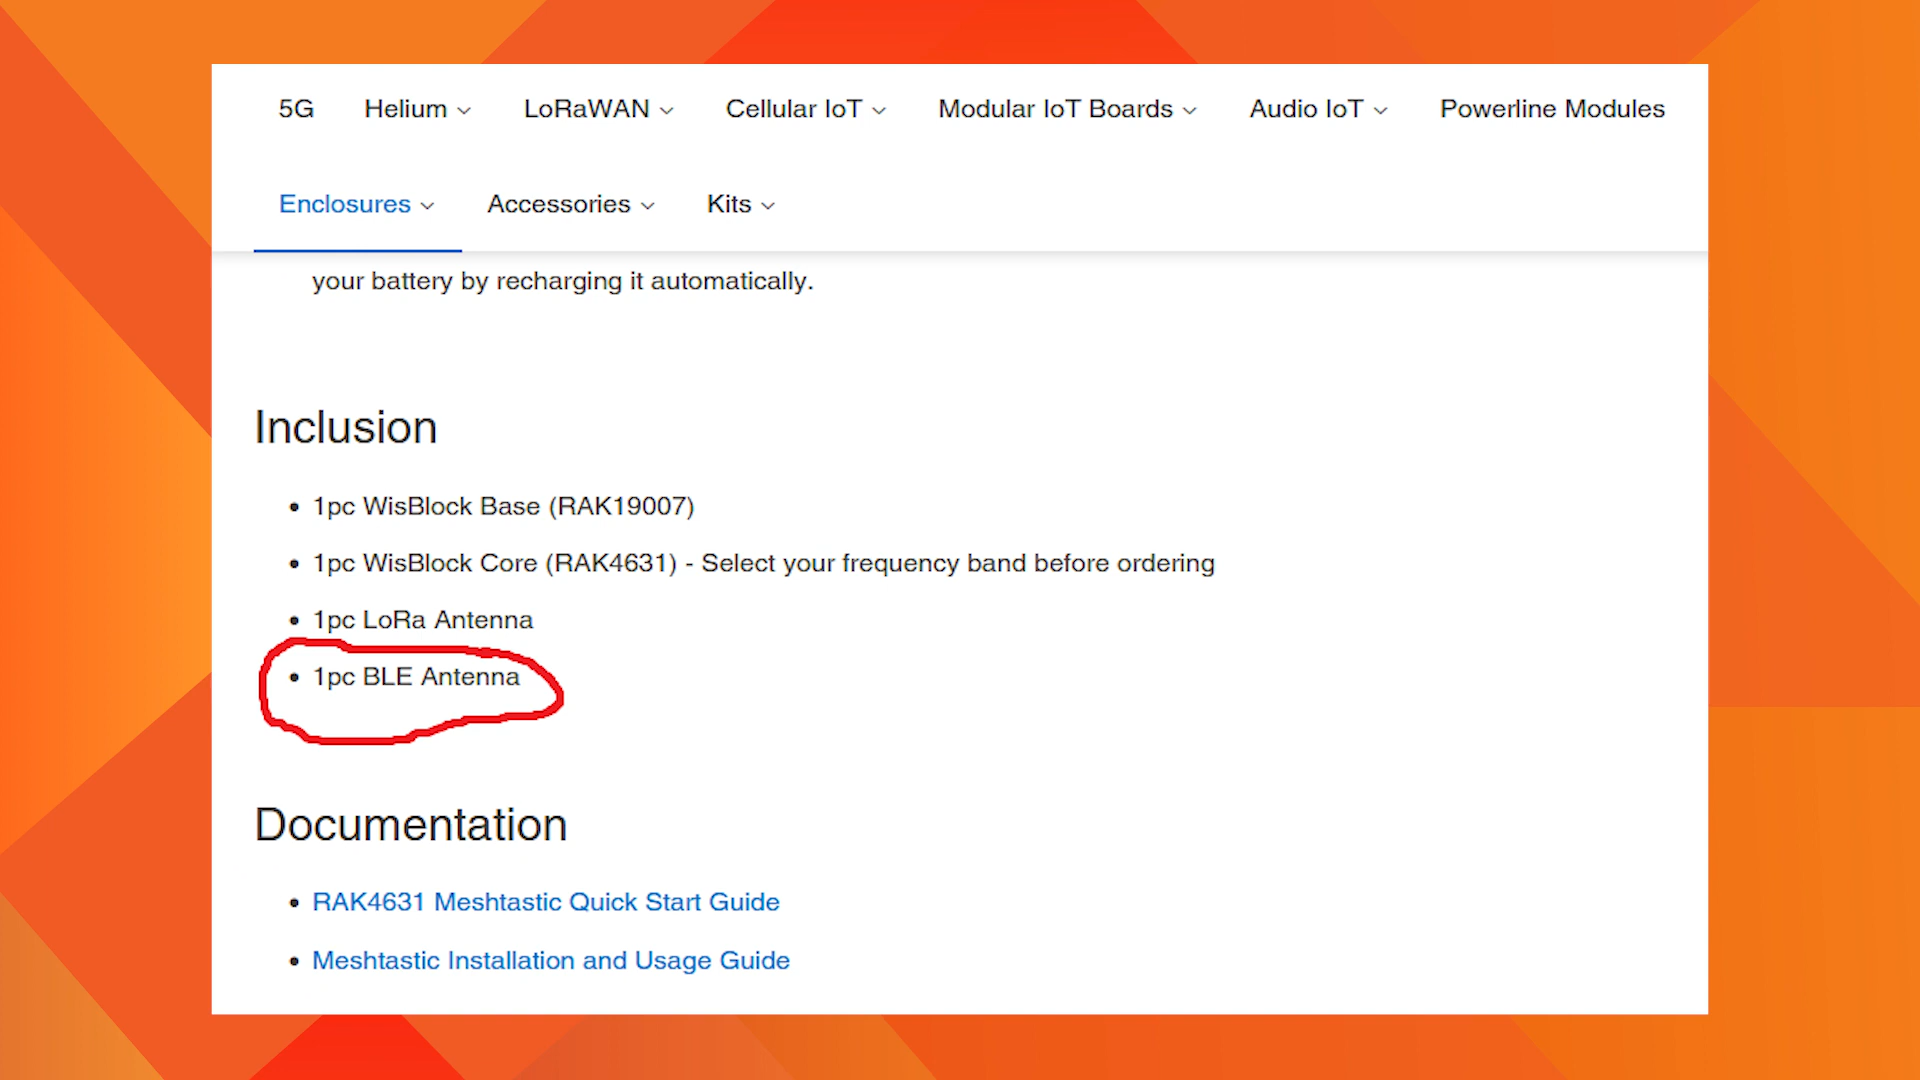 5G Helium LoRaWAN Cellular IoT Modular IoT Boards Audio IoT Powerline Modules
Enclosures Accessories Kits
your battery by recharging it automatically.
Inclusion
• 1pc WisBlock Base (RAK19007)
• 1pc WisBlock Core (RAK4631) - Select your frequency band before ordering
• 1pc LoRa Antenna
• 1pc BLE Antenna
Documentation
• RAK4631 Meshtastic Quick Start Guide
• Meshtastic Installation and Usage Guide